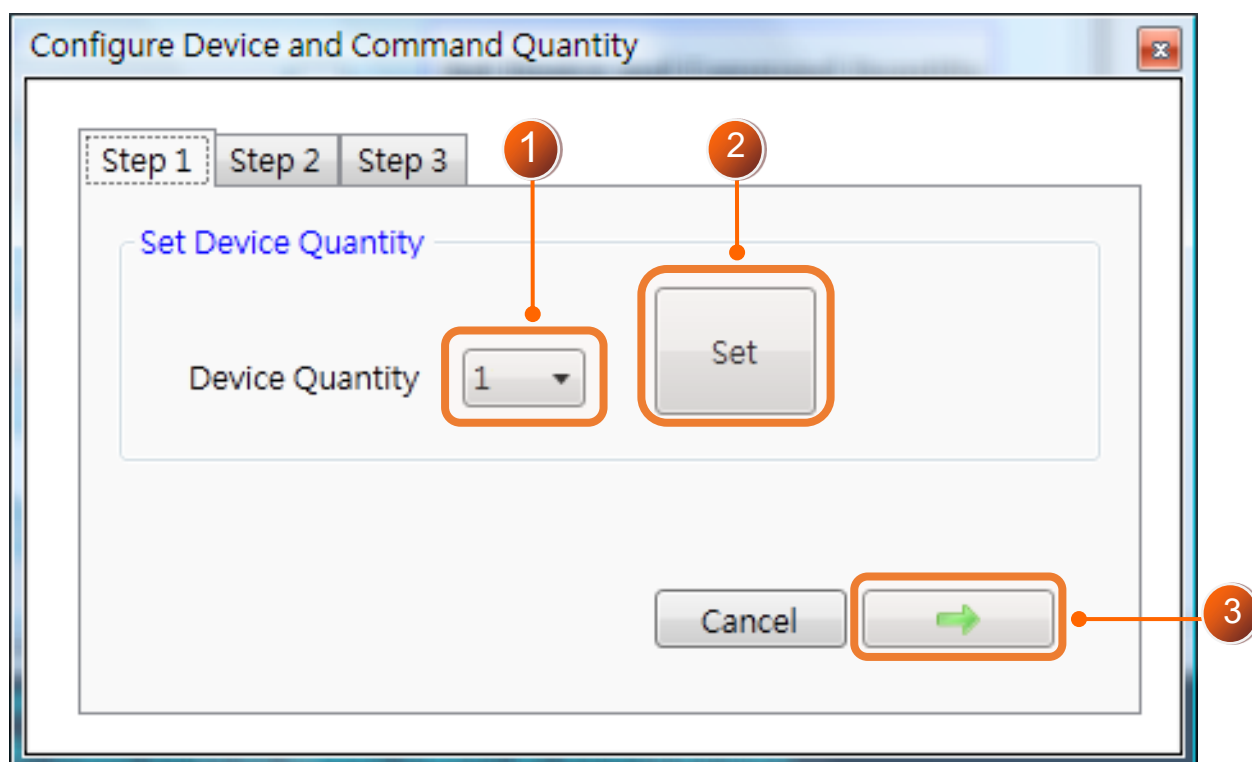 Configure Device and Command Quantity
1 2
Step 1 Step 2 Step 3
Set Device Quantity
Device Quantity 1 Set
Cancel
3